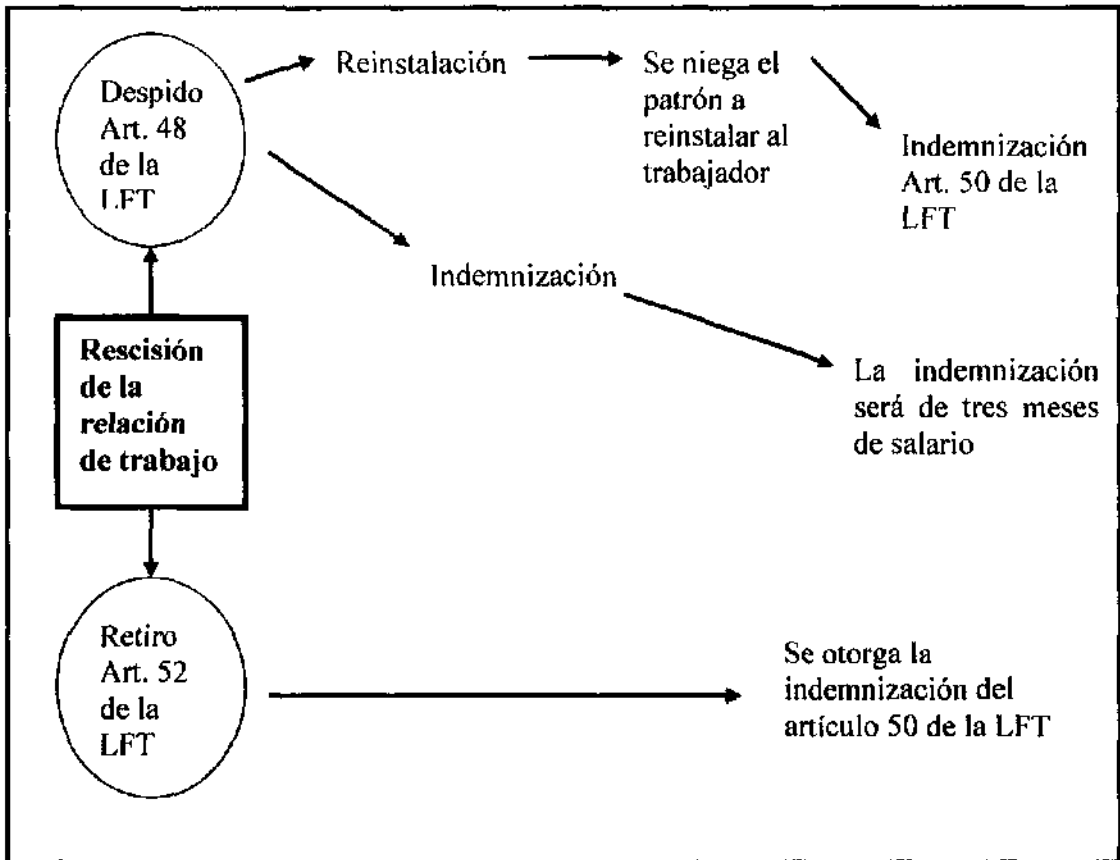 Despido
Art. 48
de la
LFT
Reinstalación
Se niega el
patrón a
reinstalar al
trabajador
Indemnización
Art. 50 de la
LFT
Indemnización
La indemnización
será de tres meses
de salario
Rescisión
de la
relación
de trabajo
Retiro
Art. 52
de la
LFT
Se otorga la
indemnización del
artículo 50 de la LFT